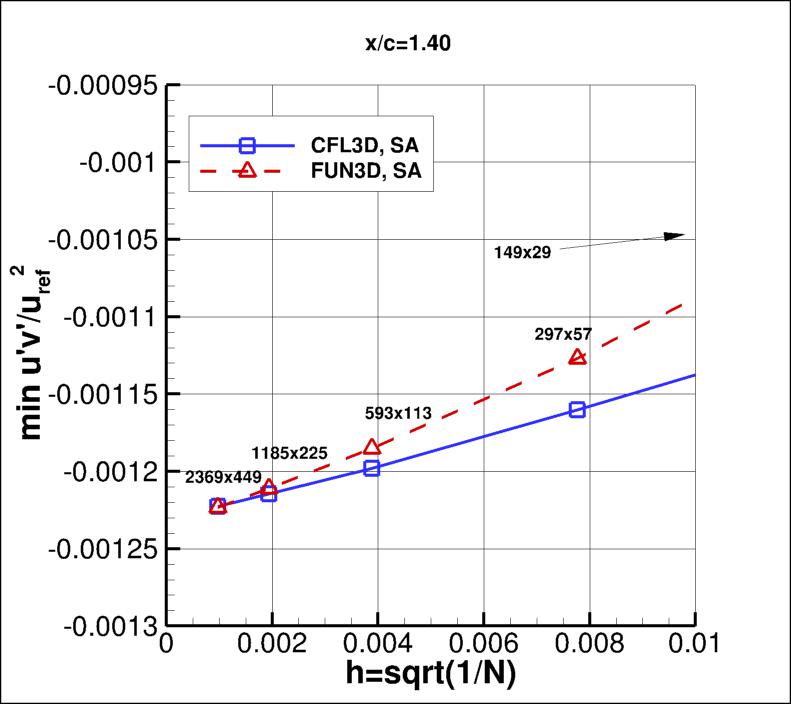 x/c=1.40
-0.00095
-0.001
-0.00105
-0.0011
-0.00115
-0.0012
-0.00125
-0.0013
min u'v'/u_ref^2
CFL3D, SA
FUN3D, SA
149x29
297x57
593x113
1185x225
2369x449
0
0.002
0.004
0.006
0.008
0.01
h=sqrt(1/N)